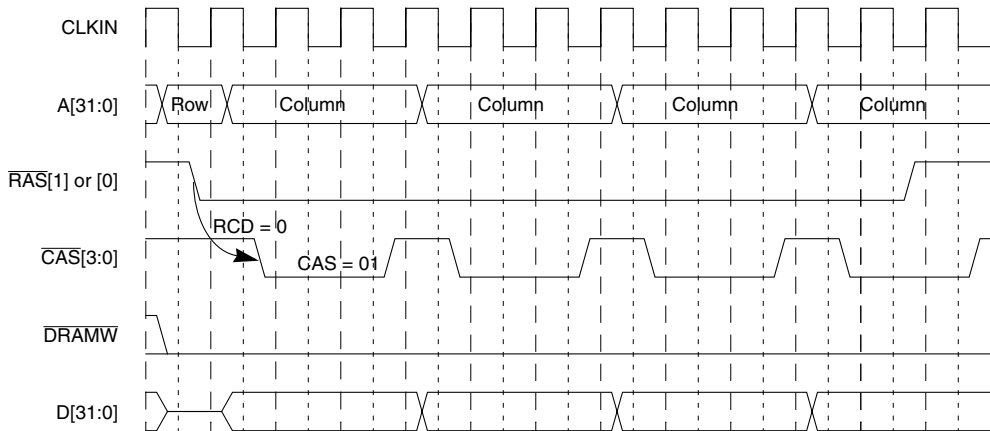 CLKIN
A[31:0]
Row
Column
Column
Column
Column
RAS[1] or [0]
RCD = 0
CAS[3:0]
CAS = 01
DRAMW
D[31:0]